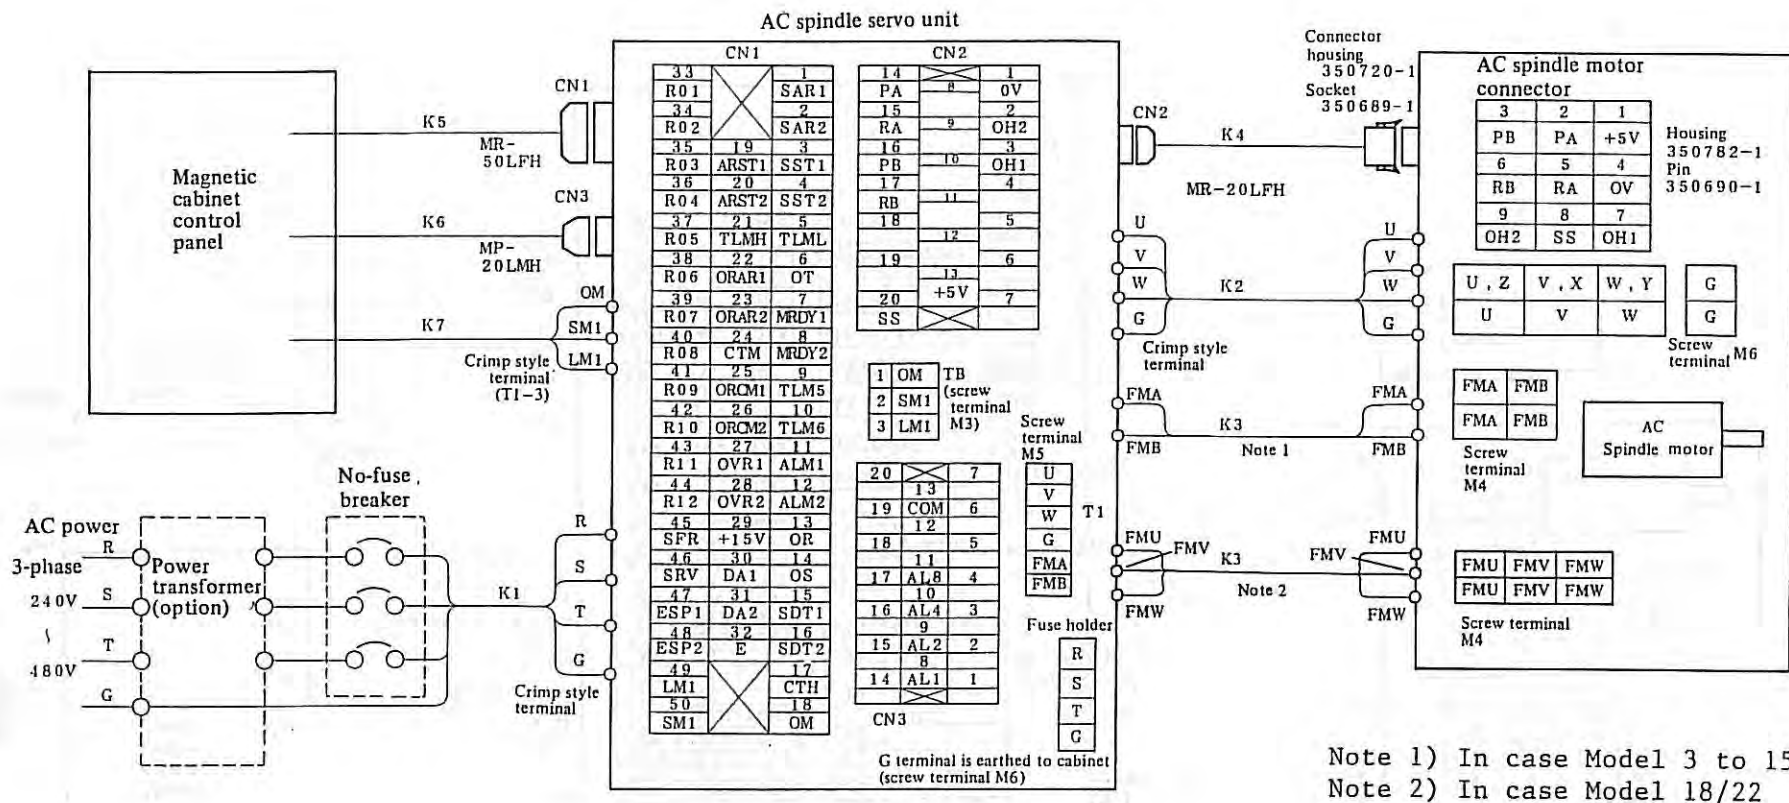 AC spindle servo unit
Magnetic
cabinet
control
panel
K5
MR-
50LFH
CN1
K6
MP-
20LMH
CN3
K7
OM
SM1
LM1
Crimp style
terminal
(T1-3)
AC power
3-phase
240V
~
480V
R
S
T
G
Power
transformer
(option)
No-fuse
breaker
K1
R
S
T
G
Crimp style
terminal
CN1
33 1
R01 SAR1
34 2
R02 SAR2
35 19 3
R03 ARST1 SST1
36 20 4
R04 ARST2 SST2
37 21 5
R05 TLMH TLML
38 22 6
R06 ORAR1 OT
39 23 7
R07 ORAR2 MRDY1
40 24 8
R08 CTM MRDY2
41 25 9
R09 ORCM1 TLM5
42 26 10
R10 ORCM2 TLM6
43 27 11
R11 OVR1 ALM1
44 28 12
R12 OVR2 ALM2
45 29 13
SFR +15V OR
46 30 14
SRV DA1 OS
47 31 15
ESP1 DA2 SDT1
48 32 16
ESP2 E SDT2
49 17
LM1 CTH
50 18
SM1 OM
CN2
14 1
PA 8 0V
15 2
RA 9 OH2
16 3
PB 10 OH1
17 4
RB 11
18 5
12
19 6
13
+5V
20 7
SS
1 OM
2 SM1
3 LM1
TB
(screw
terminal
M3)
20 7
13
19 COM 6
12
18 5
11
17 AL8 4
10
16 AL4 3
9
15 AL2 2
8
14 AL1 1
CN3
Screw
terminal
M5
U
V
W
G
FMA
FMB
T1
Fuse holder
R
S
T
G
G terminal is earthed to cabinet
(screw terminal M6)
CN2
K4
MR-20LFH
Connector
housing
350720-1
Socket
350689-1
U
V
W
G
K2
Crimp style
terminal
U
V
W
G
FMA
FMB
K3
Note 1
FMA
FMB
FMU
FMV
FMW
K3
Note 2
FMV
FMU
FMW
AC spindle motor
connector
3 2 1
PB PA +5V
6 5 4
RB RA OV
9 8 7
OH2 SS OH1
Housing
350782-1
Pin
350690-1
U,Z V,X W,Y
U V W
G
G
Screw
terminal M6
FMA FMB
FMA FMB
Screw
terminal
M4
AC
Spindle motor
FMU FMV FMW
FMU FMV FMW
Screw terminal
M4
Note 1) In case Model 3 to 15
Note 2) In case Model 18/22